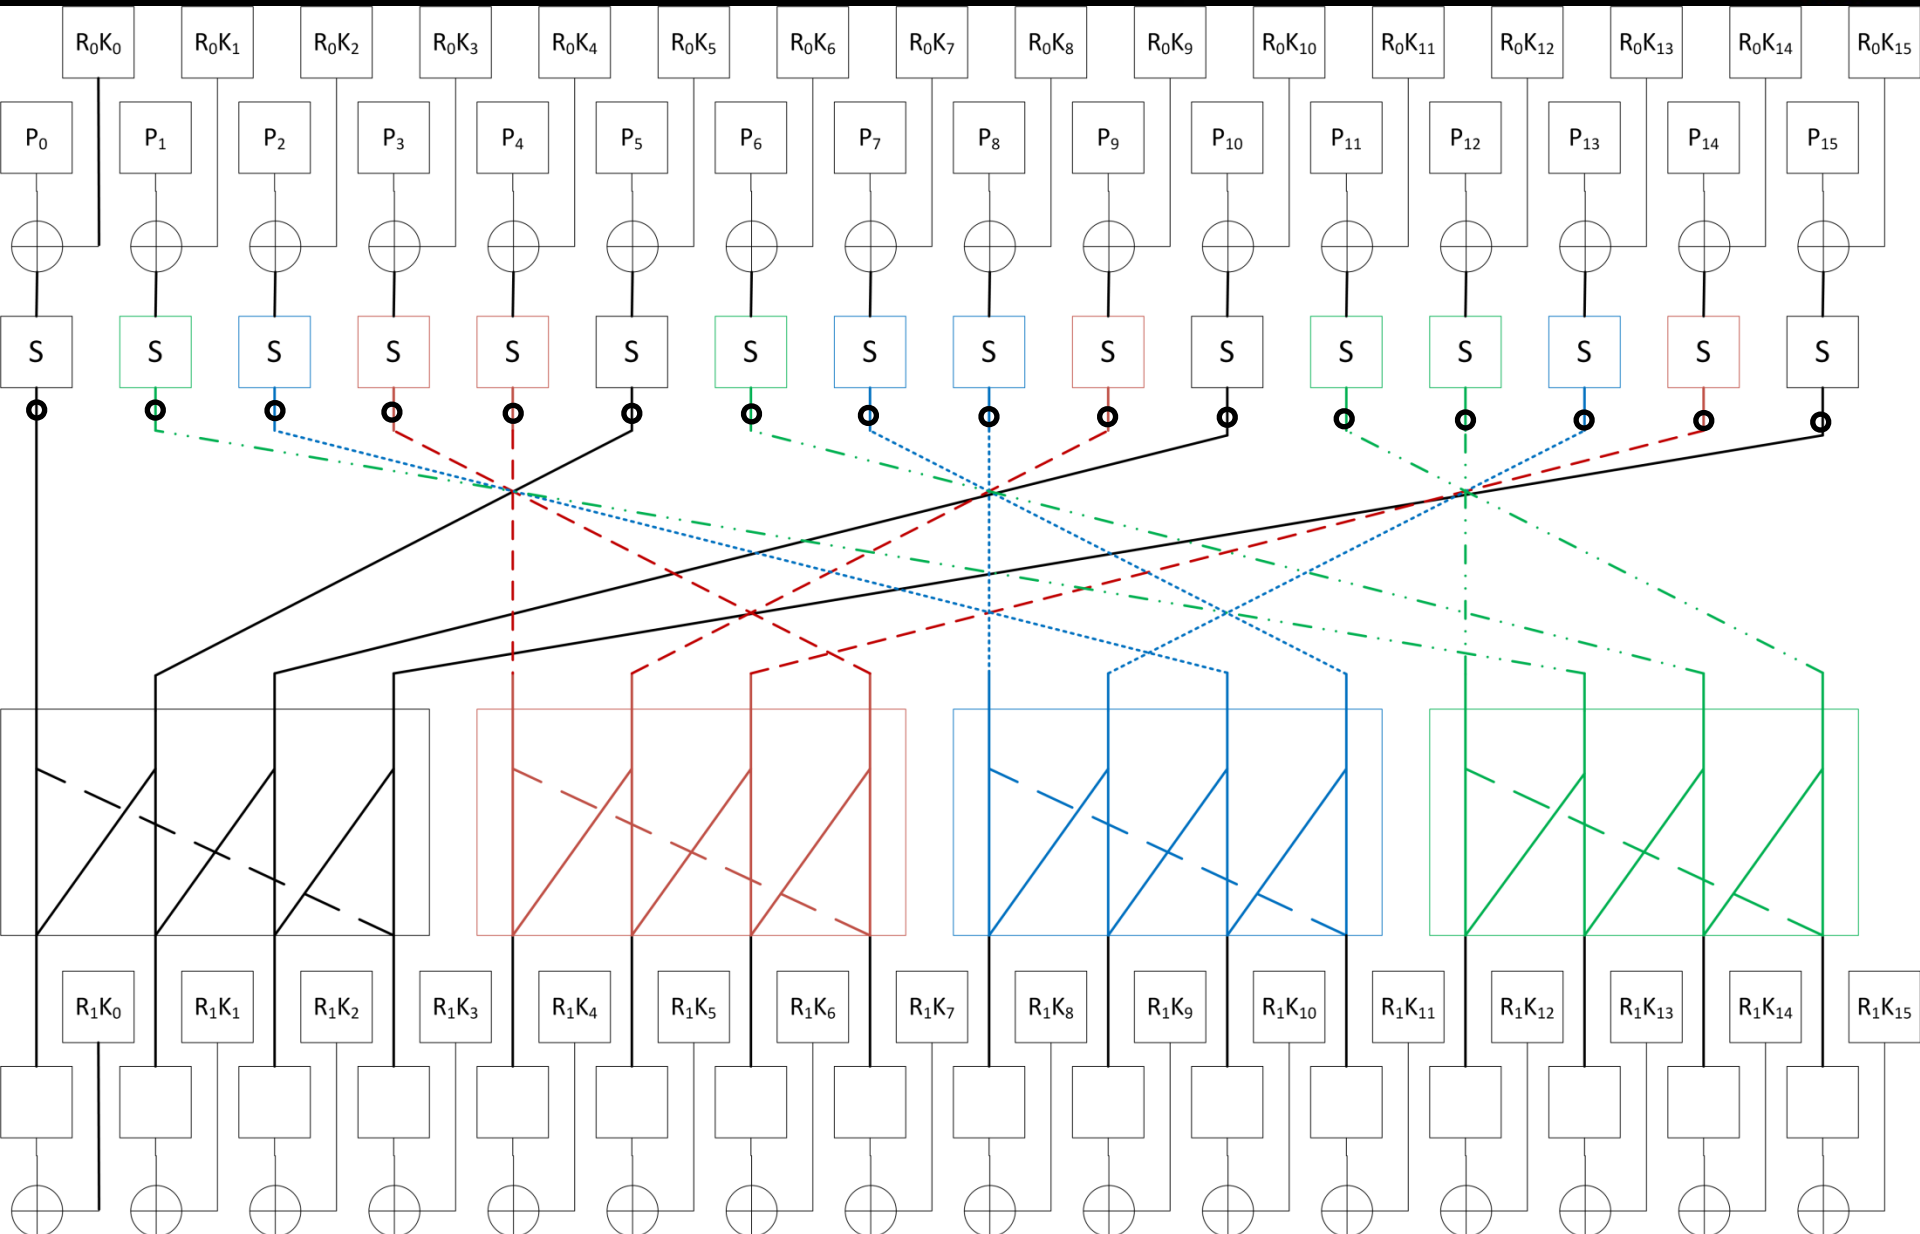 R₀K₀ R₀K₁ R₀K₂ R₀K₃ R₀K₄ R₀K₅ R₀K₆ R₀K₇ R₀K₈ R₀K₉ R₀K₁₀ R₀K₁₁ R₀K₁₂ R₀K₁₃ R₀K₁₄ R₀K₁₅
P₀ P₁ P₂ P₃ P₄ P₅ P₆ P₇ P₈ P₉ P₁₀ P₁₁ P₁₂ P₁₃ P₁₄ P₁₅
S S S S S S S S S S S S S S S S
R₁K₀ R₁K₁ R₁K₂ R₁K₃ R₁K₄ R₁K₅ R₁K₆ R₁K₇ R₁K₈ R₁K₉ R₁K₁₀ R₁K₁₁ R₁K₁₂ R₁K₁₃ R₁K₁₄ R₁K₁₅